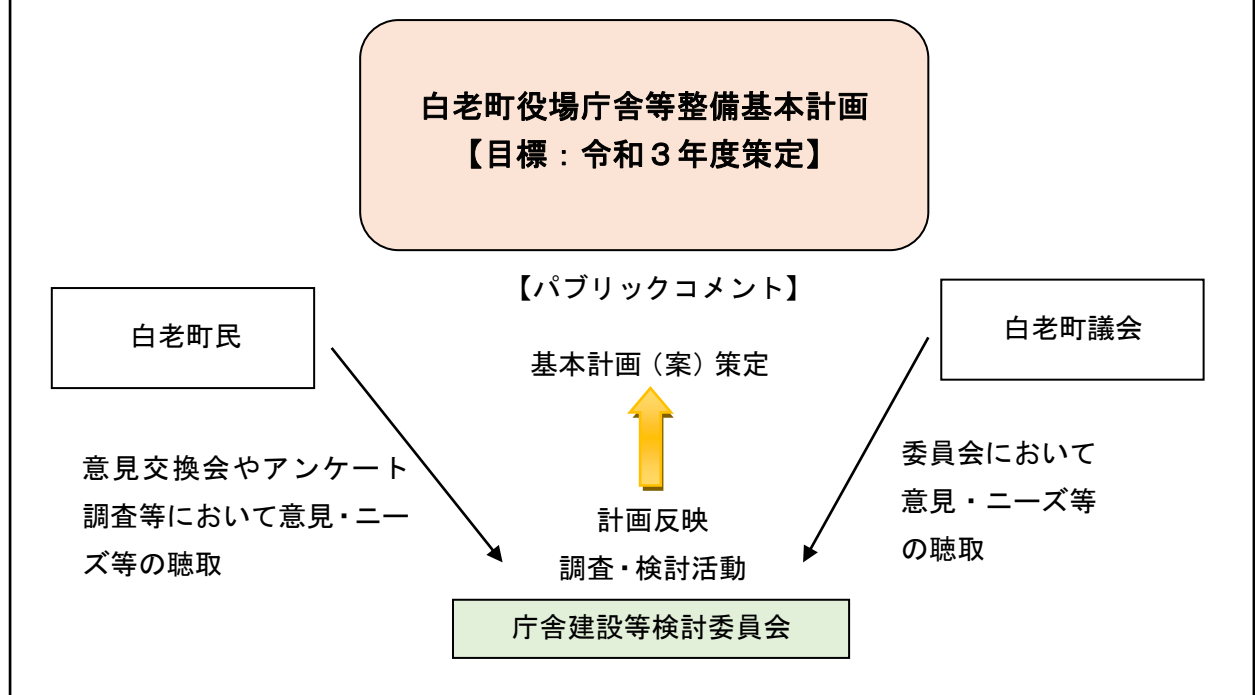 白老町役場庁舎等整備基本計画
【目標：令和３年度策定】
【パブリックコメント】
白老町民
白老町議会
基本計画（案）策定
意見交換会やアンケート
調査等において意見・ニー
ズ等の聴取
委員会において
意見・ニーズ等
の聴取
計画反映
調査・検討活動
庁舎建設等検討委員会